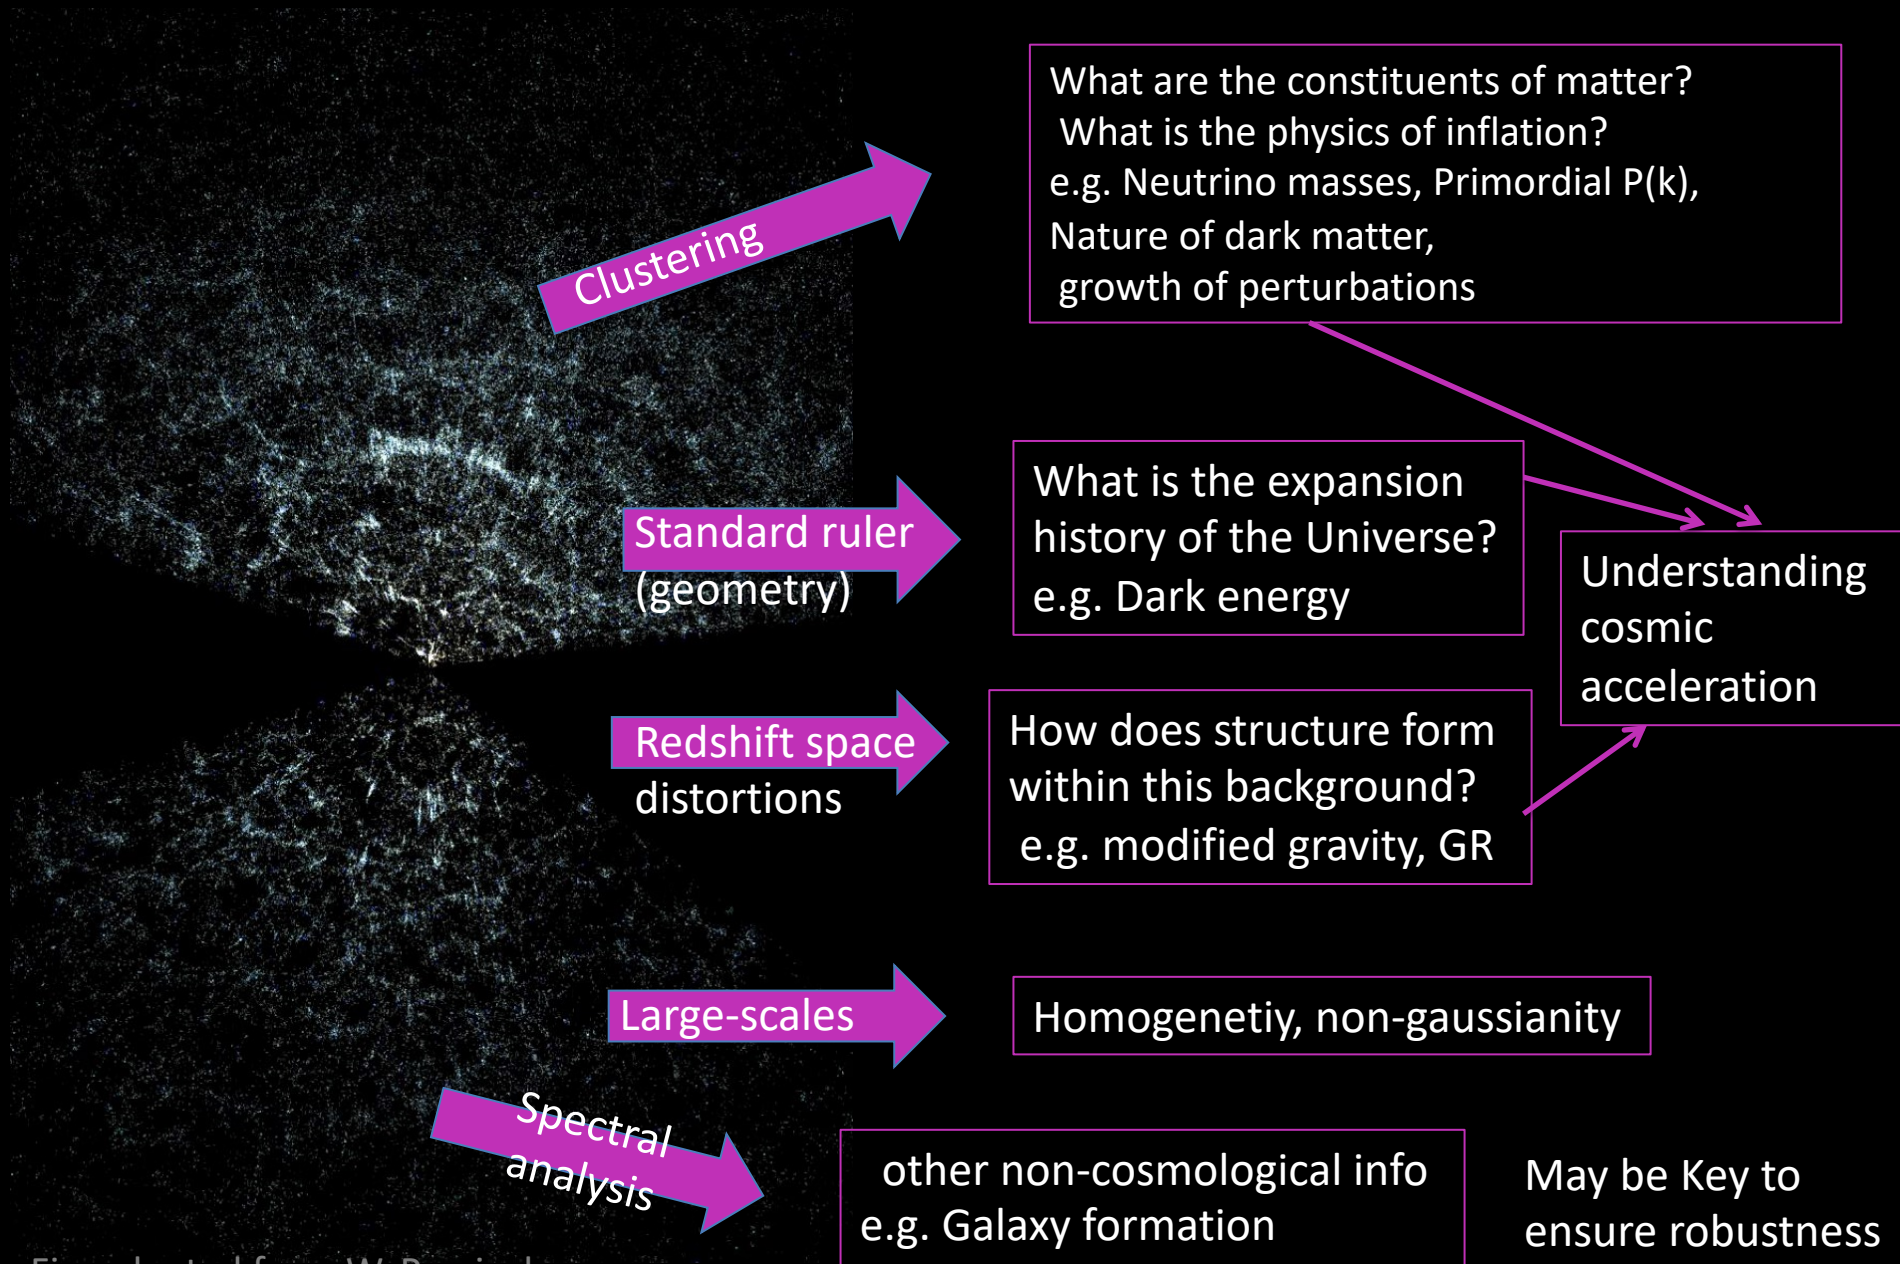 What are the constituents of matter?
What is the physics of inflation?
e.g. Neutrino masses, Primordial P(k),
Nature of dark matter,
growth of perturbations
Clustering
Standard ruler
(geometry)
What is the expansion
history of the Universe?
e.g. Dark energy
Understanding
cosmic
acceleration
Redshift space
distortions
How does structure form
within this background?
e.g. modified gravity, GR
Large-scales
Homogenetiy, non-gaussianity
Spectral
analysis
other non-cosmological info
e.g. Galaxy formation
May be Key to
ensure robustness